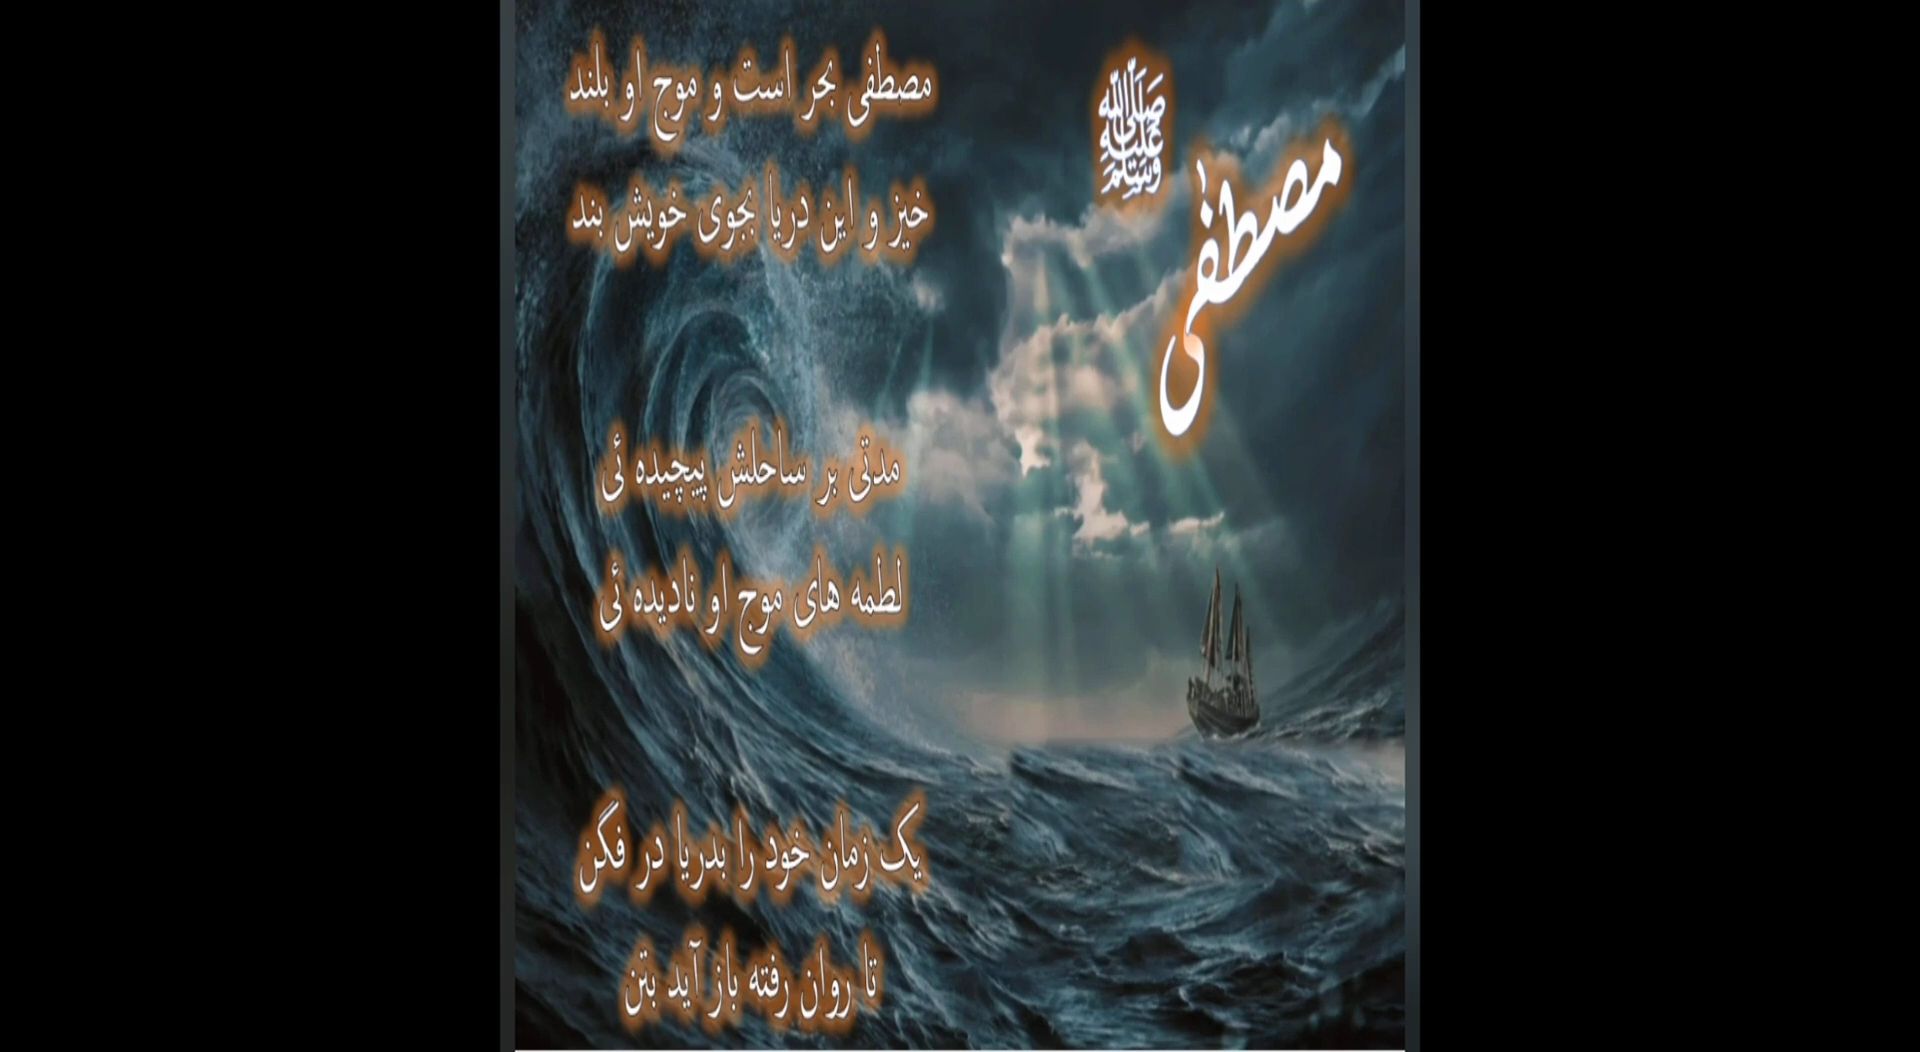 ﷺ
مصطفیٰ
مصطفی بحر است و موج او بلند
خیز و این دریا بجوی خویش بند
مدتی بر ساحلش پیچیده ئی
لطمه های موج او نادیده ئی
یک زمان خود را بدریا در فگن
تا روان رفته باز آید بتن